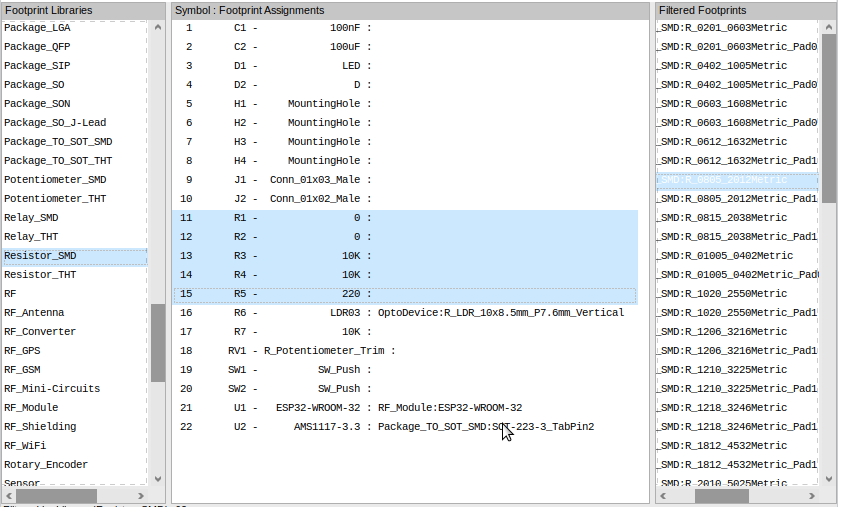 Footprint Libraries
Package_LGA
Package_QFP
Package_SIP
Package_SO
Package_SON
Package_SO_J-Lead
Package_TO_SOT_SMD
Package_TO_SOT_THT
Potentiometer_SMD
Potentiometer_THT
Relay_SMD
Relay_THT
Resistor_SMD
Resistor_THT
RF
RF_Antenna
RF_Converter
RF_GPS
RF_GSM
RF_Mini-Circuits
RF_Module
RF_Shielding
RF_WiFi
Rotary_Encoder
Sensor
Symbol : Footprint Assignments
1 C1 - 100nF :
2 C2 - 100uF :
3 D1 - LED :
4 D2 - D :
5 H1 - MountingHole :
6 H2 - MountingHole :
7 H3 - MountingHole :
8 H4 - MountingHole :
9 J1 - Conn_01x03_Male :
10 J2 - Conn_01x02_Male :
11 R1 - 0 :
12 R2 - 0 :
13 R3 - 10K :
14 R4 - 10K :
15 R5 - 220 :
16 R6 - LDR03 : OptoDevice:R_LDR_10x8.5mm_P7.6mm_Vertical
17 R7 - 10K :
18 RV1 - R_Potentiometer_Trim :
19 SW1 - SW_Push :
20 SW2 - SW_Push :
21 U1 - ESP32-WROOM-32 : RF_Module:ESP32-WROOM-32
22 U2 - AMS1117-3.3 : Package_TO_SOT_SMD:SOT-223-3_TabPin2
Filtered Footprints
_SMD:R_0201_0603Metric
_SMD:R_0201_0603Metric_Pad0
_SMD:R_0402_1005Metric
_SMD:R_0402_1005Metric_Pad0
_SMD:R_0603_1608Metric
_SMD:R_0603_1608Metric_Pad0
_SMD:R_0612_1632Metric
_SMD:R_0612_1632Metric_Pad1
_SMD:R_0805_2012Metric
_SMD:R_0805_2012Metric_Pad1
_SMD:R_0815_2038Metric
_SMD:R_0815_2038Metric_Pad1
_SMD:R_01005_0402Metric
_SMD:R_01005_0402Metric_Pad
_SMD:R_1020_2550Metric
_SMD:R_1020_2550Metric_Pad1
_SMD:R_1206_3216Metric
_SMD:R_1206_3216Metric_Pad1
_SMD:R_1210_3225Metric
_SMD:R_1210_3225Metric_Pad1
_SMD:R_1218_3246Metric
_SMD:R_1218_3246Metric_Pad1
_SMD:R_1812_4532Metric
_SMD:R_1812_4532Metric_Pad1
_SMD:R_2010_5025Metric